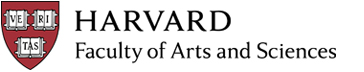 VE RI
TAS
HARVARD
Faculty of Arts and Sciences